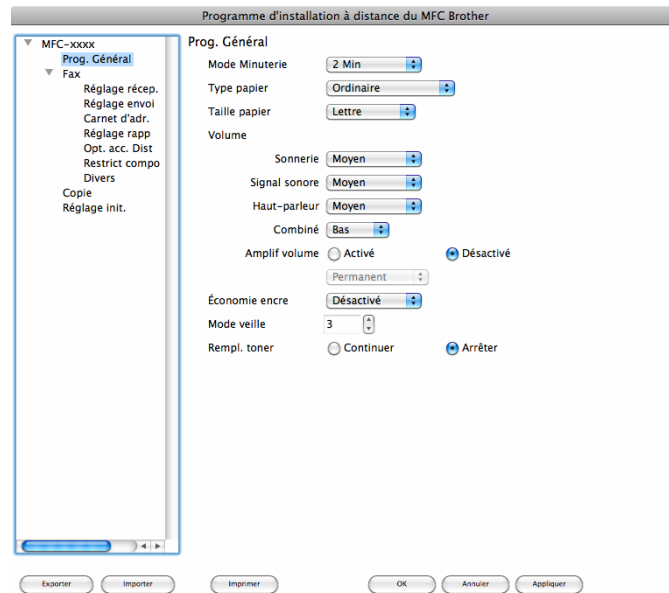 Programme d'installation à distance du MFC Brother
MFC-xxxx
Prog. Général
Fax
Réglage récep.
Réglage envoi
Carnet d'adr.
Réglage rapp
Opt. acc. Dist
Restrict compo
Divers
Copie
Réglage init.
Prog. Général
Mode Minuterie 2 Min
Type papier Ordinaire
Taille papier Lettre
Volume
Sonnerie Moyen
Signal sonore Moyen
Haut-parleur Moyen
Combiné Bas
Amplif volume Activé Désactivé
Permanent
Économie encre Désactivé
Mode veille 3
Rempl. toner Continuer Arrêter
Exporter Importer Imprimer OK Annuler Appliquer